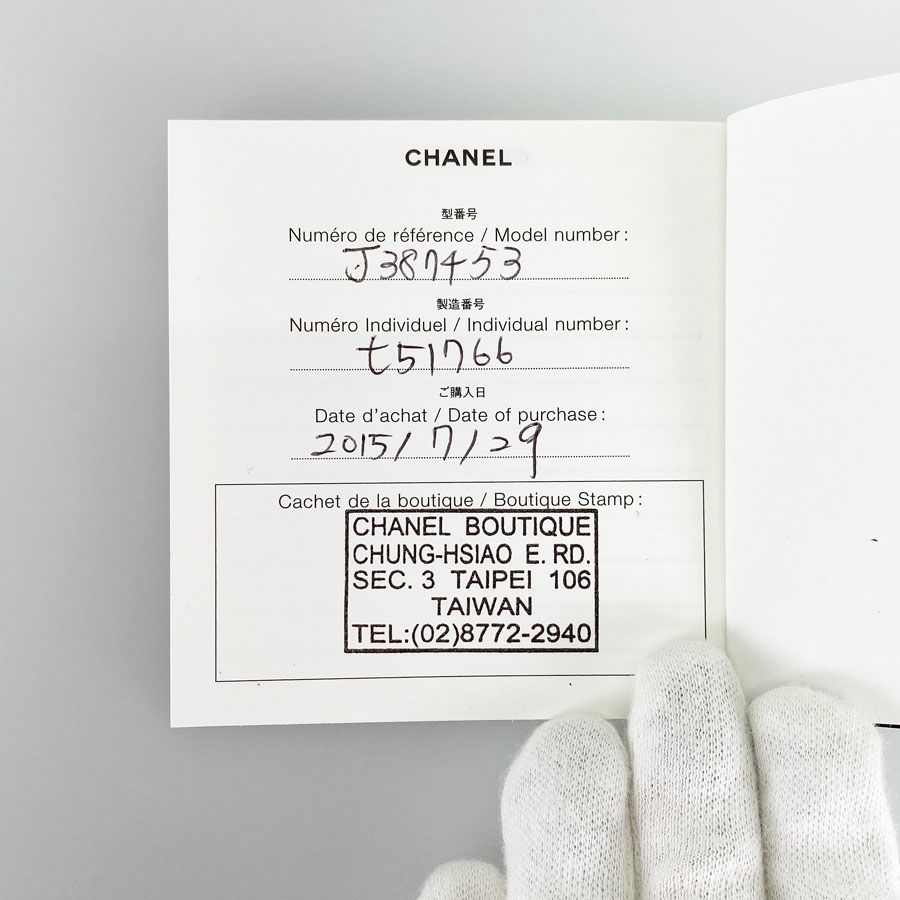 CHANEL
型番号
Numéro de référence / Model number :
J387453
製造番号
Numéro Individuel / Individual number :
t51766
ご購入日
Date d'achat / Date of purchase :
2015/7/29
Cachet de la boutique / Boutique Stamp :
CHANEL BOUTIQUE
CHUNG-HSIAO E. RD.
SEC. 3 TAIPEI 106
TAIWAN
TEL:(02)8772-2940